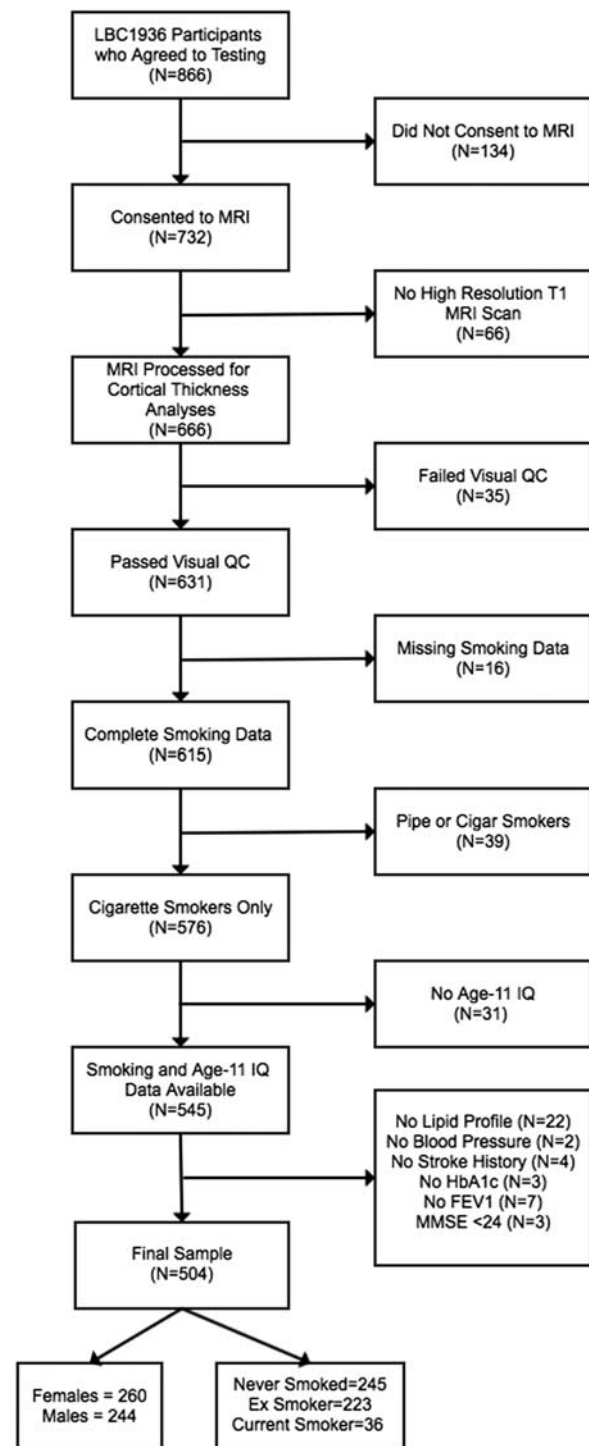 LBC1936 Participants
who Agreed to Testing
(N=866)
Did Not Consent to MRI
(N=134)
Consented to MRI
(N=732)
No High Resolution T1
MRI Scan
(N=66)
MRI Processed for
Cortical Thickness
Analyses
(N=666)
Failed Visual QC
(N=35)
Passed Visual QC
(N=631)
Missing Smoking Data
(N=16)
Complete Smoking Data
(N=615)
Pipe or Cigar Smokers
(N=39)
Cigarette Smokers Only
(N=576)
No Age-11 IQ
(N=31)
Smoking and Age-11 IQ
Data Available
(N=545)
No Lipid Profile (N=22)
No Blood Pressure (N=2)
No Stroke History (N=4)
No HbA1c (N=3)
No FEV1 (N=7)
MMSE <24 (N=3)
Final Sample
(N=504)
Females = 260
Males = 244
Never Smoked=245
Ex Smoker=223
Current Smoker=36